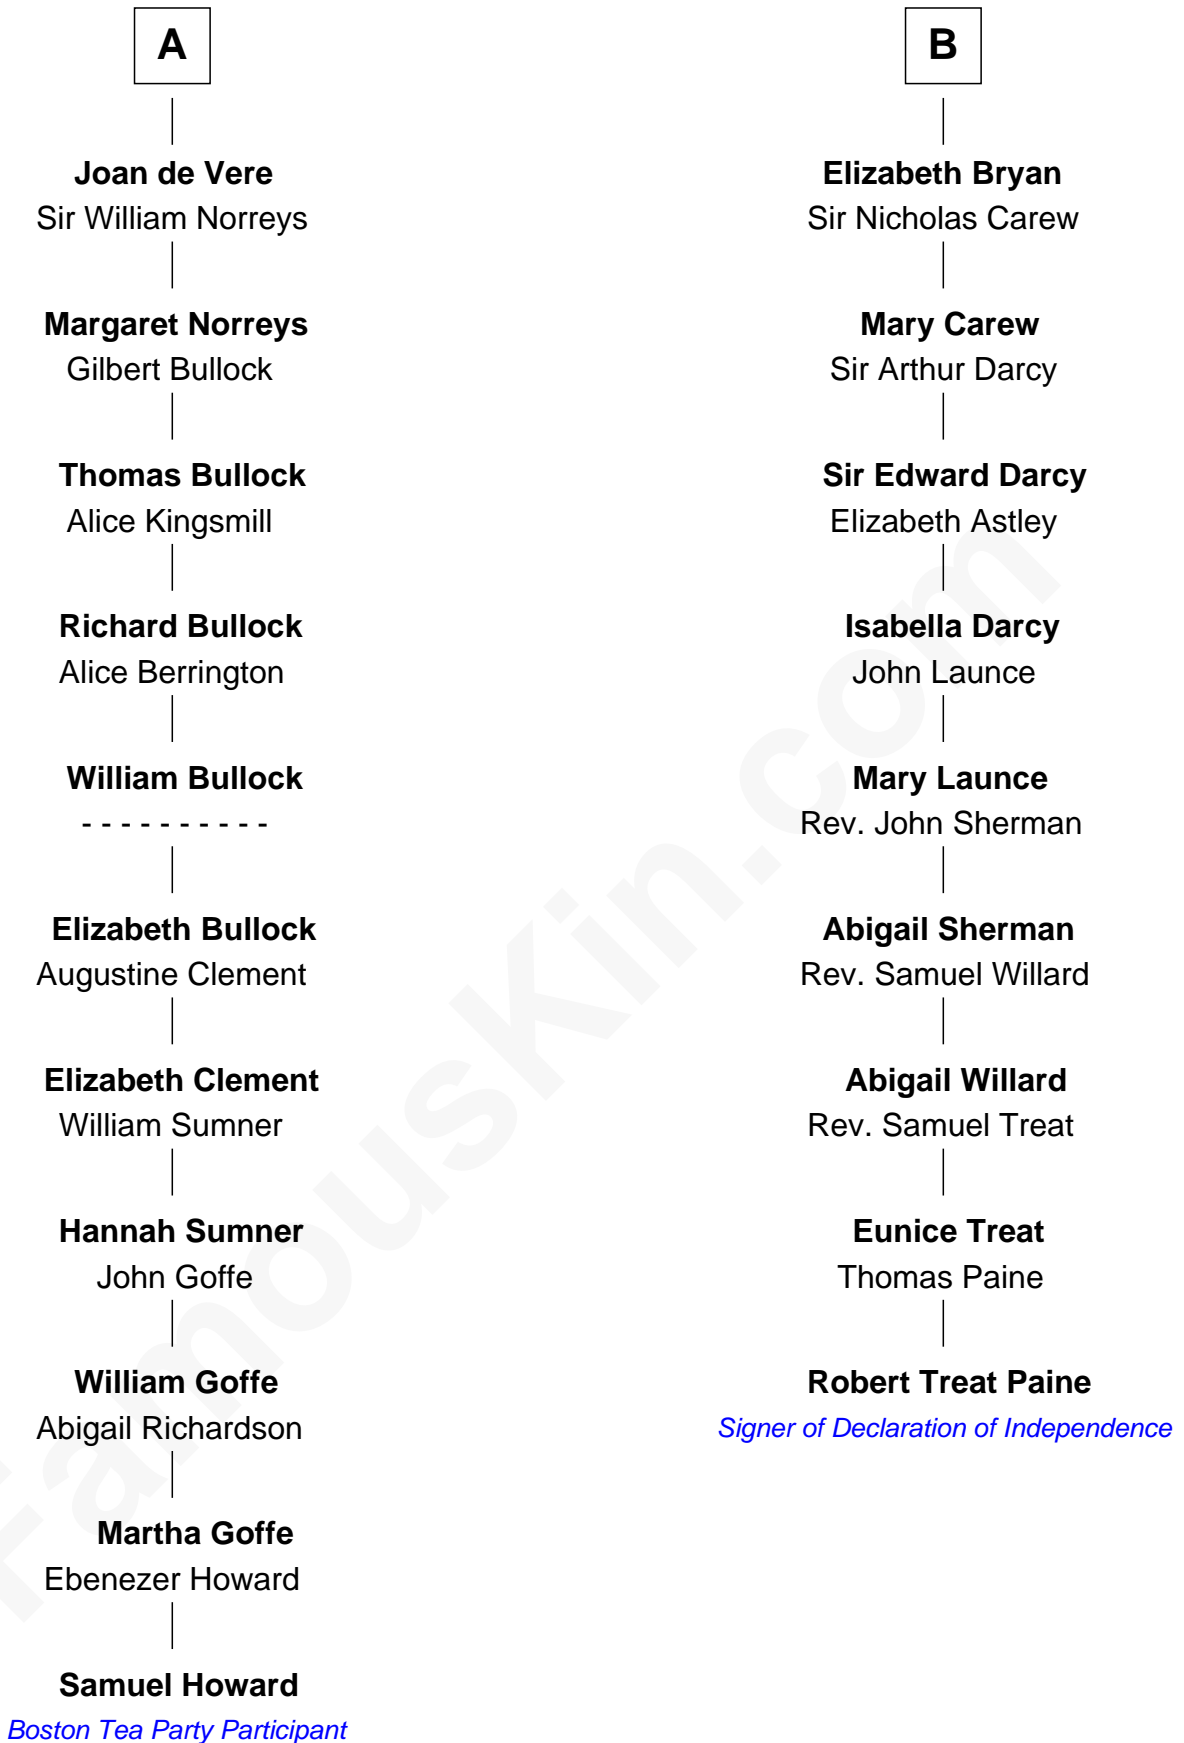 A
Joan de Vere
Sir William Norreys
Margaret Norreys
Gilbert Bullock
Thomas Bullock
Alice Kingsmill
Richard Bullock
Alice Berrington
William Bullock
- - - - - - - - - -
Elizabeth Bullock
Augustine Clement
Elizabeth Clement
William Sumner
Hannah Sumner
John Goffe
William Goffe
Abigail Richardson
Martha Goffe
Ebenezer Howard
Samuel Howard
Boston Tea Party Participant
B
Elizabeth Bryan
Sir Nicholas Carew
Mary Carew
Sir Arthur Darcy
Sir Edward Darcy
Elizabeth Astley
Isabella Darcy
John Launce
Mary Launce
Rev. John Sherman
Abigail Sherman
Rev. Samuel Willard
Abigail Willard
Rev. Samuel Treat
Eunice Treat
Thomas Paine
Robert Treat Paine
Signer of Declaration of Independence
FamousKin.com